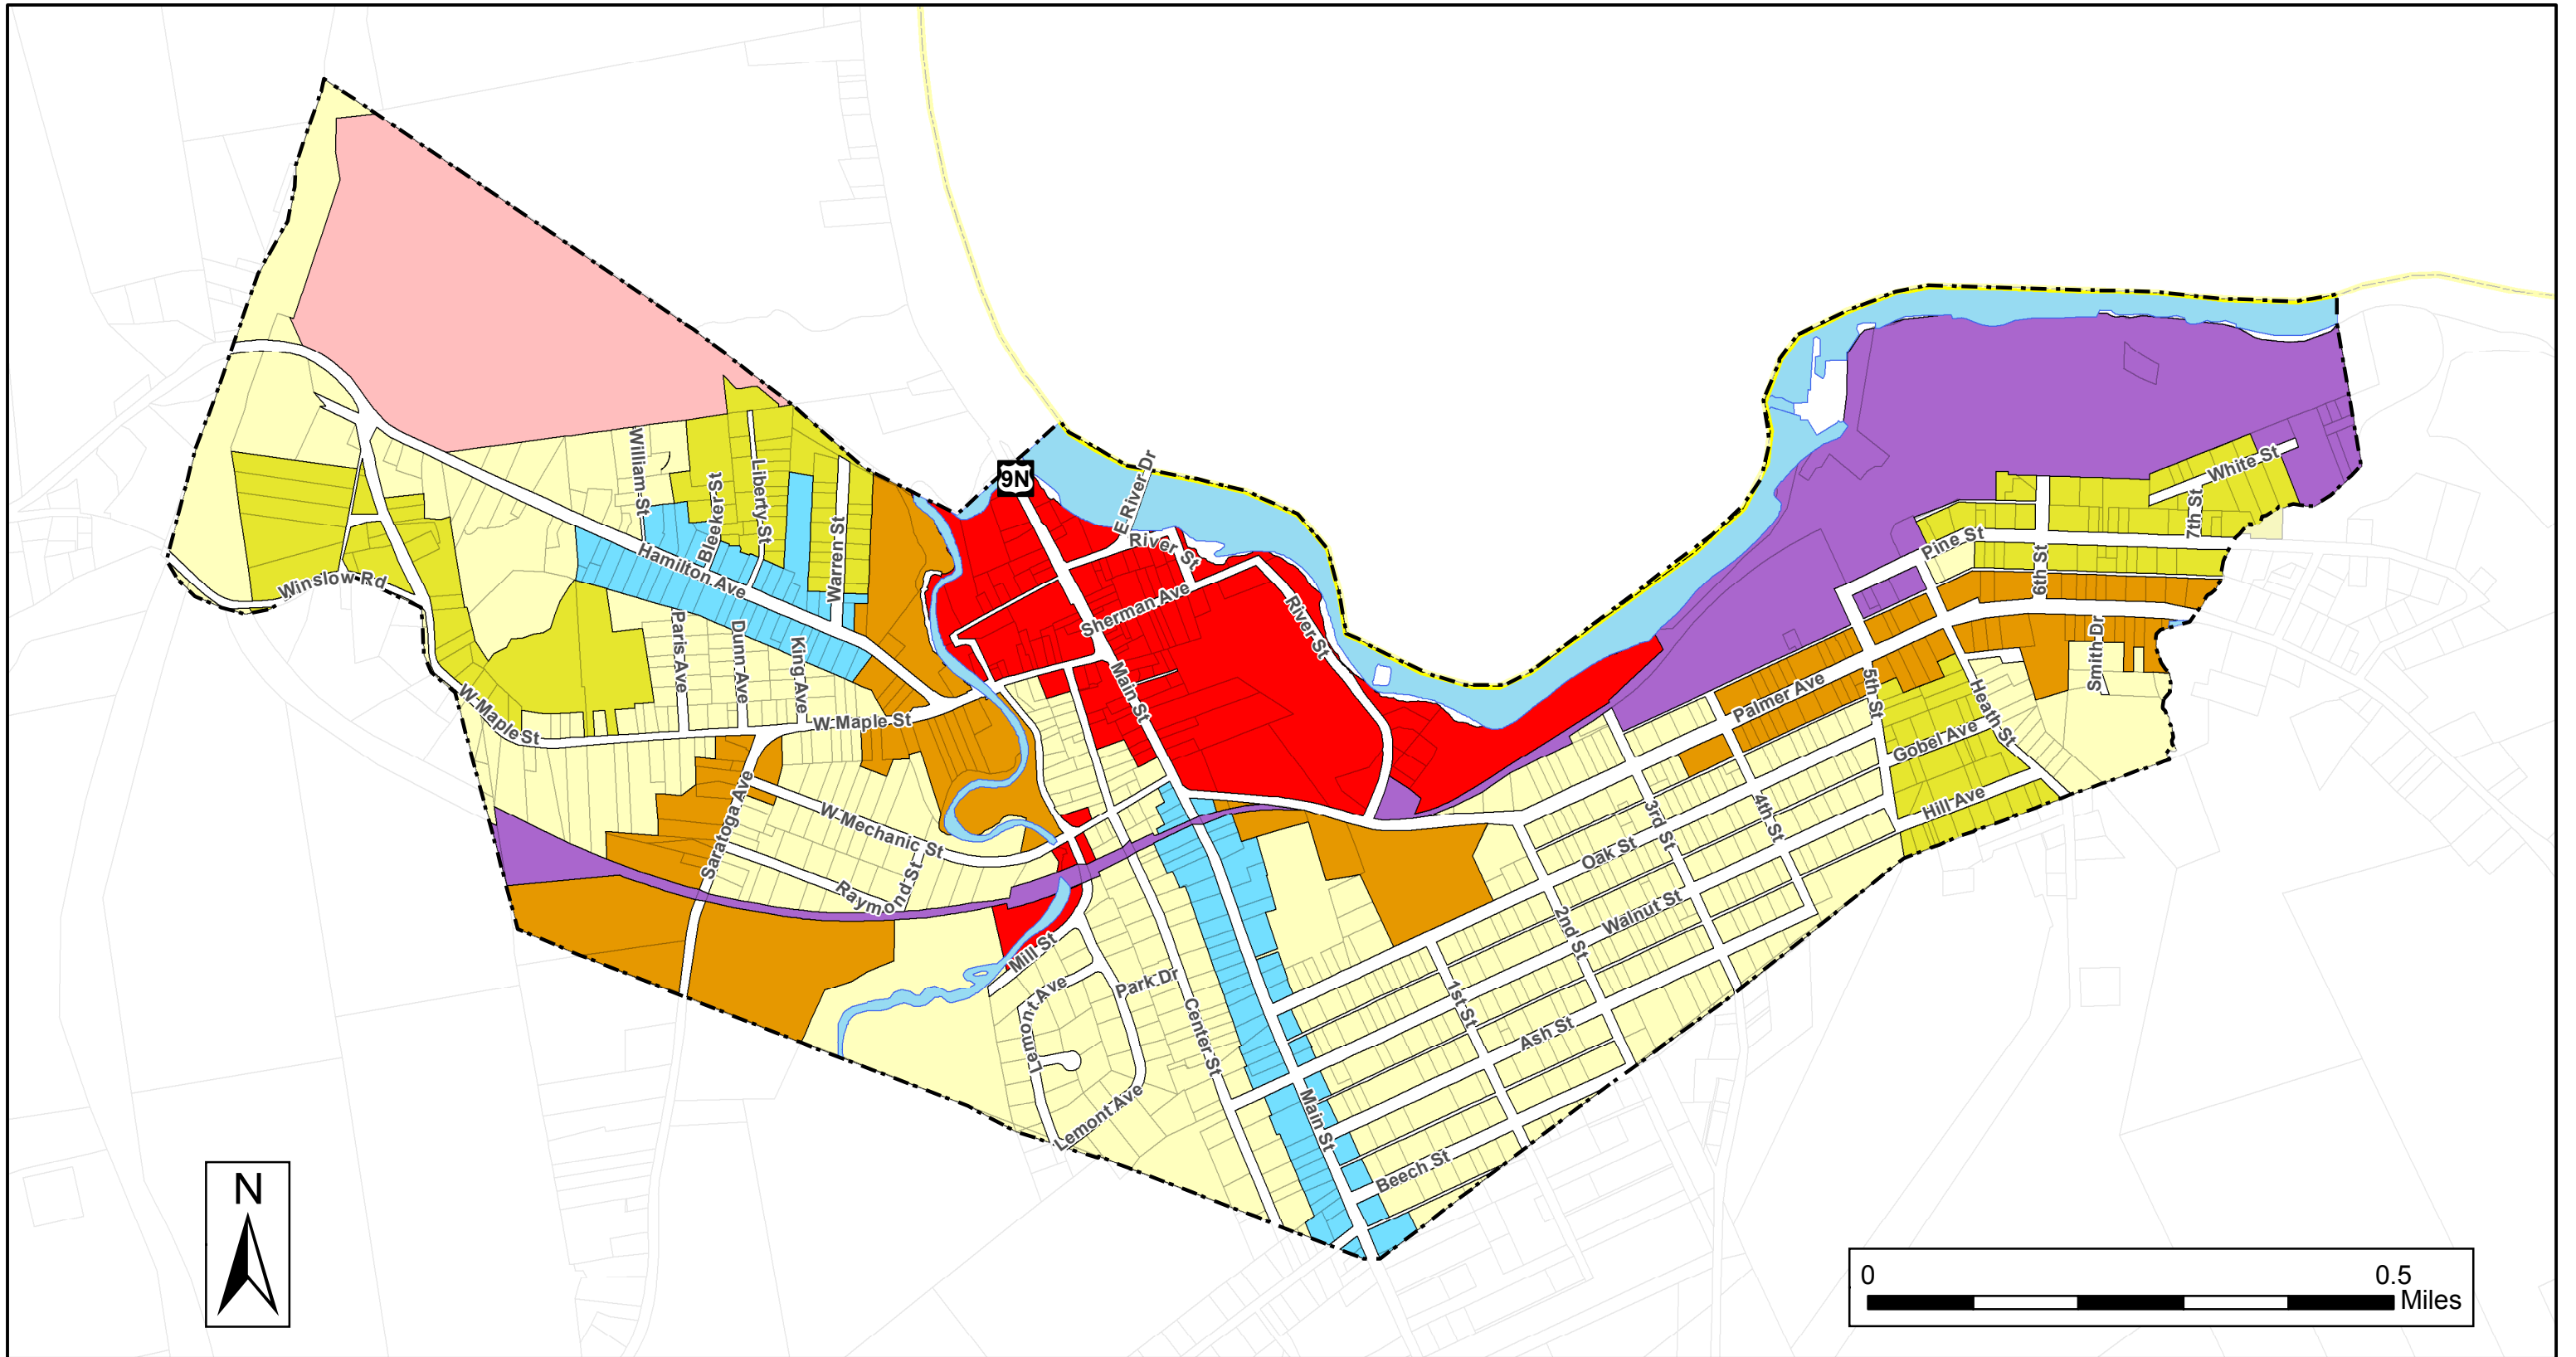 9N
E River Dr
River St
William St
Bleeker St
Liberty St
Warren St
Hamilton Ave
Winslow Rd
Sherman Ave
River St
Main St
Paris Ave
Dunn Ave
King Ave
W Maple St
W Maple St
White St
7th St
Pine St
6th St
Smith Dr
Heath St
5th St
Palmer Ave
Gobel Ave
Hill Ave
4th St
3rd St
Oak St
Walnut St
2nd St
1st St
Ash St
Beech St
Main St
Saratoga Ave
W Mechanic St
Raymond St
Mill St
Park Dr
Center St
Lemont Ave
Lemont Ave
Lemont Ave
N
0
0.5
Miles